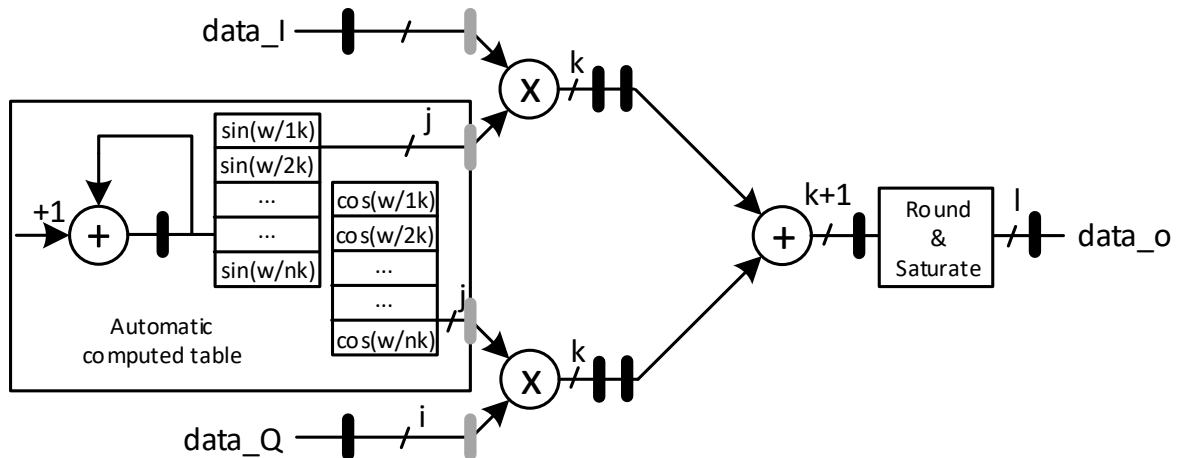 data_I
k
X
j
sin(w/1k)
sin(w/2k)
...
...
sin(w/nk)
cos(w/1k)
cos(w/2k)
...
...
cos(w/nk)
+1
+
Automatic
computed table
j
k
X
i
data_Q
+
k+1
Round
&
Saturate
l
data_o